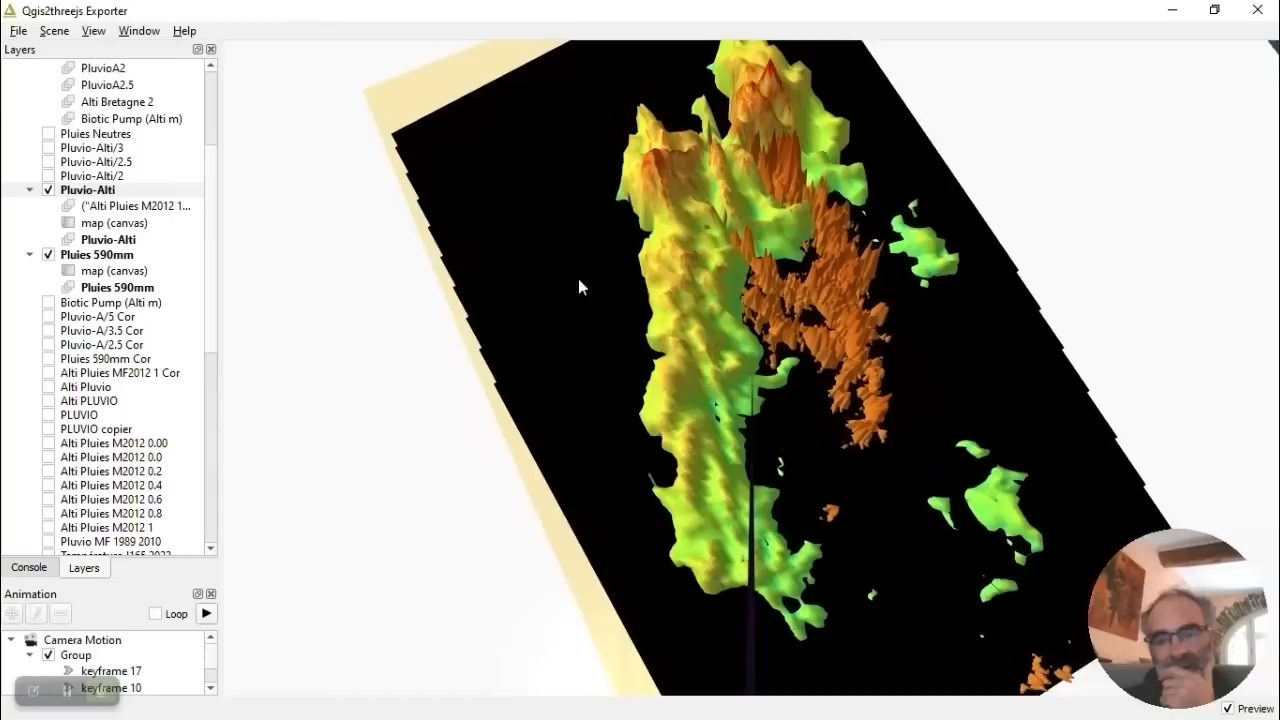 Qgis2threejs Exporter
File Scene View Window Help
Layers
PluvioA2
PluvioA2.5
Alti Bretagne 2
Biotic Pump (Alti m)
Pluies Neutres
Pluvio-Alti/3
Pluvio-Alti/2.5
Pluvio-Alti/2
Pluvio-Alti
("Alti Pluies M2012 1...
map (canvas)
Pluvio-Alti
Pluies 590mm
map (canvas)
Pluies 590mm
Biotic Pump (Alti m)
Pluvio-A/5 Cor
Pluvio-A/3.5 Cor
Pluvio-A/2.5 Cor
Pluies 590mm Cor
Alti Pluies MF2012 1 Cor
Alti Pluvio
Alti PLUVIO
PLUVIO
PLUVIO copier
Alti Pluies M2012 0.00
Alti Pluies M2012 0.0
Alti Pluies M2012 0.2
Alti Pluies M2012 0.4
Alti Pluies M2012 0.6
Alti Pluies M2012 0.8
Alti Pluies M2012 1
Pluvio MF 1989 2010
Console Layers
Animation
Loop
Camera Motion
Group
keyframe 17
keyframe 10
Preview